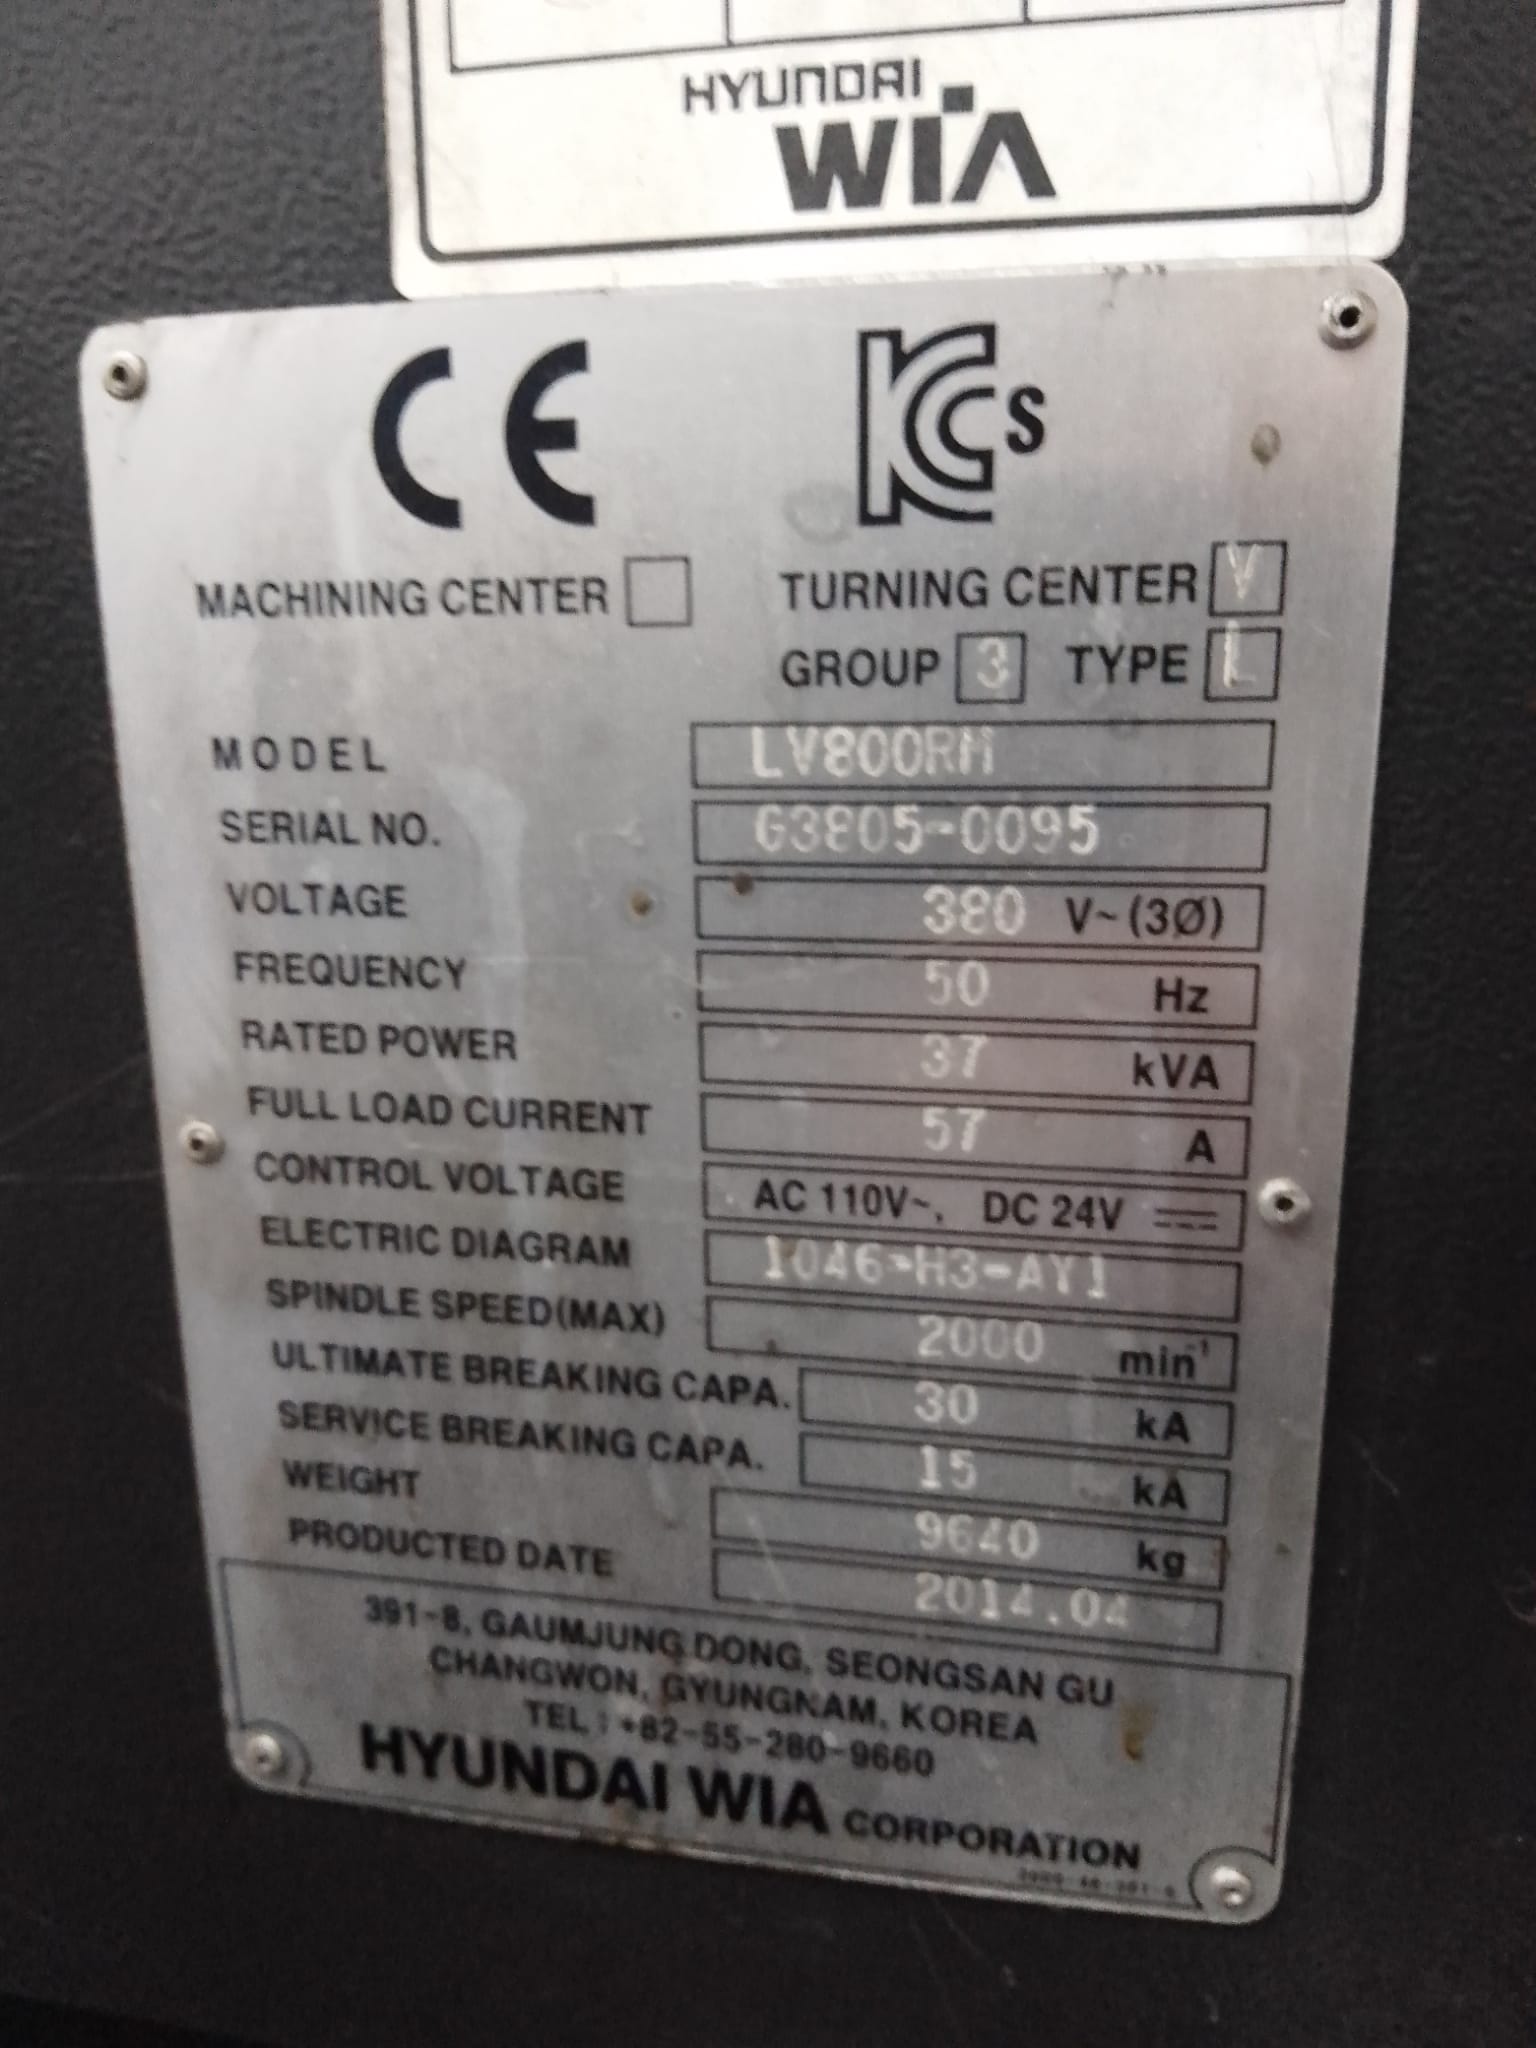 HYUNDAI
WIA
CE KCs
MACHINING CENTER TURNING CENTER V
GROUP 3 TYPE L
MODEL LV800RM
SERIAL NO. G3805-0095
VOLTAGE 380 V~(3Ø)
FREQUENCY 50 Hz
RATED POWER 37 kVA
FULL LOAD CURRENT 57 A
CONTROL VOLTAGE AC 110V~, DC 24V ⎓
ELECTRIC DIAGRAM 1046-H3-AY1
SPINDLE SPEED(MAX) 2000 min⁻¹
ULTIMATE BREAKING CAPA. 30 kA
SERVICE BREAKING CAPA. 15 kA
WEIGHT 9640 kg
PRODUCTED DATE 2014.04
391-8, GAUMJUNG DONG, SEONGSAN GU
CHANGWON, GYUNGNAM, KOREA
TEL : +82-55-280-9660
HYUNDAI WIA CORPORATION